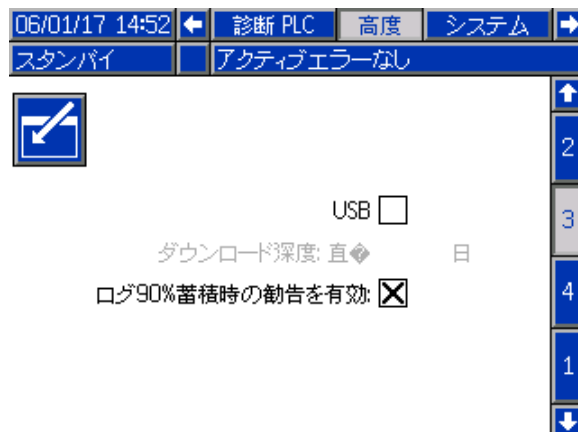 06/01/17 14:52 診断 PLC 高度 システム
スタンバイ アクティブエラーなし
2
USB
3
ダウンロード深度: 直� 日
ログ90%蓄積時の勧告を有効:
4
1